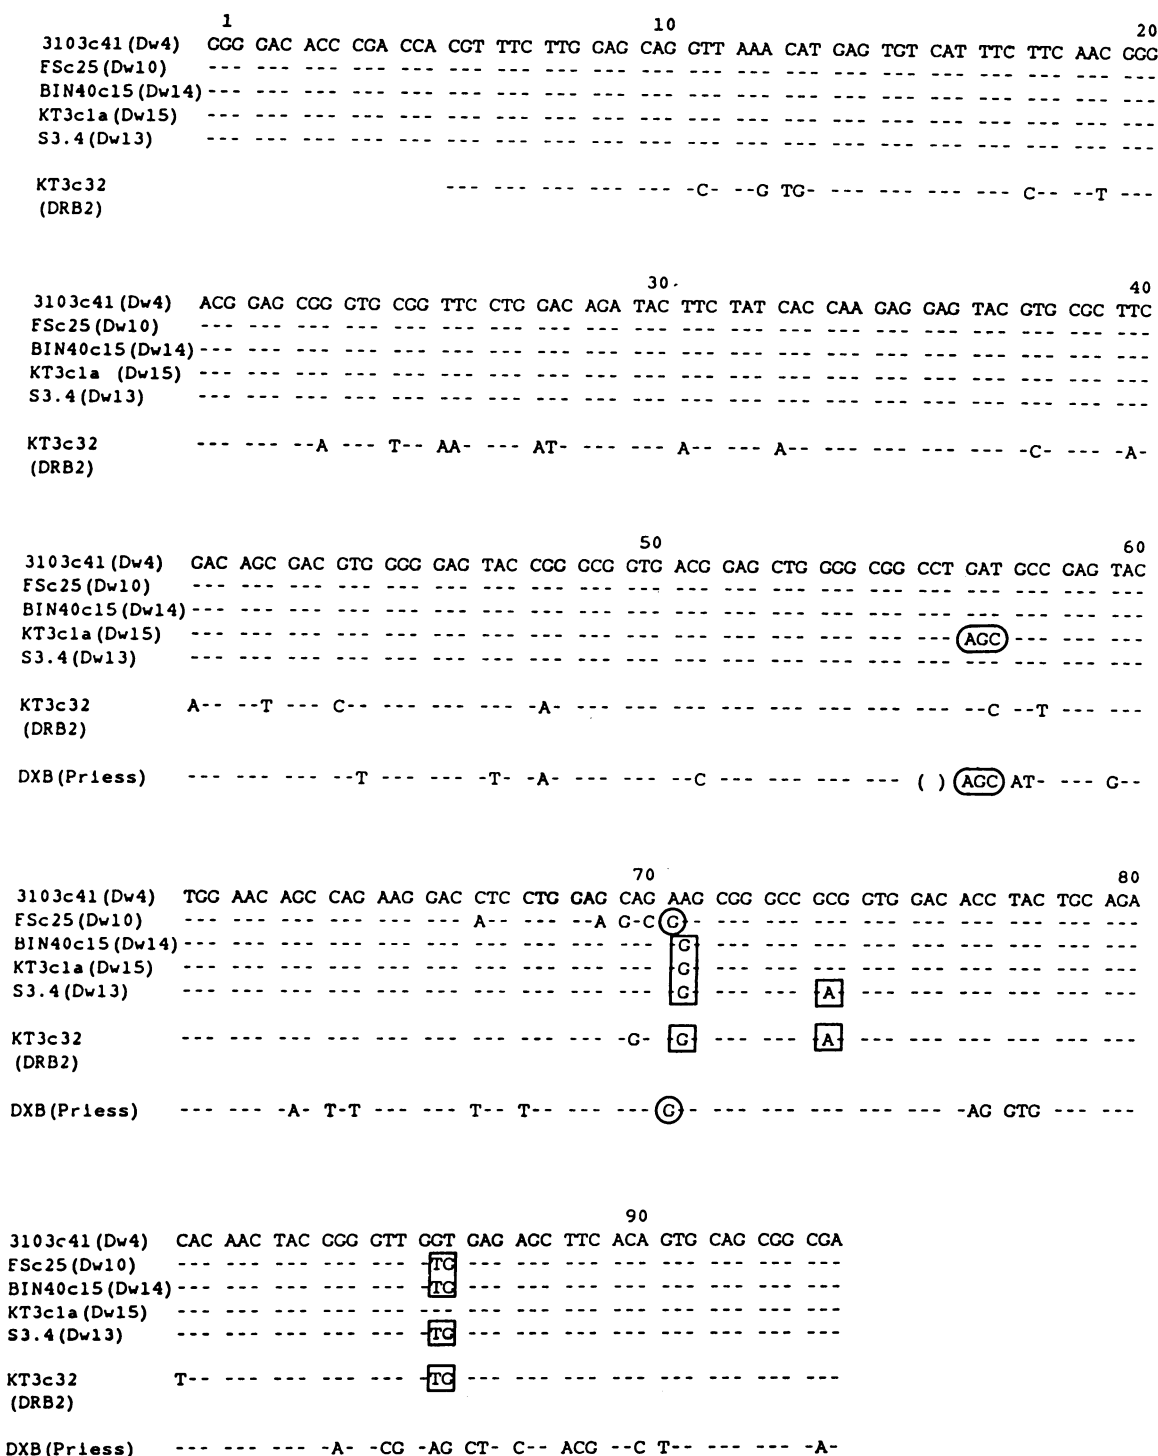 1 10 20
3103c41(Dw4) GGG GAC ACC CGA CCA CGT TTC TTG GAG CAG GTT AAA CAT GAG TGT CAT TTC TTC AAC GGG
FSc25(Dw10) --- --- --- --- --- --- --- --- --- --- --- --- --- --- --- --- --- --- --- ---
BIN40c15(Dw14) --- --- --- --- --- --- --- --- --- --- --- --- --- --- --- --- --- --- --- ---
KT3c1a(Dw15) --- --- --- --- --- --- --- --- --- --- --- --- --- --- --- --- --- --- --- ---
S3.4(Dw13) --- --- --- --- --- --- --- --- --- --- --- --- --- --- --- --- --- --- --- ---
KT3c32 --- --- --- --- --- -C- --G TG- --- --- --- --- C-- --T ---
(DRB2)
30 40
3103c41(Dw4) ACG GAG CGG GTG CGG TTC CTG GAC AGA TAC TTC TAT CAC CAA GAG GAG TAC GTG CGC TTC
FSc25(Dw10) --- --- --- --- --- --- --- --- --- --- --- --- --- --- --- --- --- --- --- ---
BIN40c15(Dw14) --- --- --- --- --- --- --- --- --- --- --- --- --- --- --- --- --- --- --- ---
KT3c1a (Dw15) --- --- --- --- --- --- --- --- --- --- --- --- --- --- --- --- --- --- --- ---
S3.4(Dw13) --- --- --- --- --- --- --- --- --- --- --- --- --- --- --- --- --- --- --- ---
KT3c32 --- --- --A --- T-- AA- --- AT- --- --- A-- --- A-- --- --- --- --- -C- --- -A-
(DRB2)
50 60
3103c41(Dw4) GAC AGC GAC GTG GGG GAG TAC CGG GCG GTG ACG GAG CTG GGG CGG CCT GAT GCC GAG TAC
FSc25(Dw10) --- --- --- --- --- --- --- --- --- --- --- --- --- --- --- --- --- --- --- ---
BIN40c15(Dw14) --- --- --- --- --- --- --- --- --- --- --- --- --- --- --- --- --- --- --- ---
KT3c1a(Dw15) --- --- --- --- --- --- --- --- --- --- --- --- --- --- --- --- AGC --- --- ---
S3.4(Dw13) --- --- --- --- --- --- --- --- --- --- --- --- --- --- --- --- --- --- --- ---
KT3c32 A-- --T --- C-- --- --- --- -A- --- --- --- --- --- --- --- --- --C --T --- ---
(DRB2)
DXB(Priess) --- --- --- --T --- --- -T- -A- --- --- --C --- --- --- --- ( ) AGC AT- --- G--
70 80
3103c41(Dw4) TGG AAC AGC CAG AAG GAC CTC CTG GAG CAG AAG CGG GCC GCG GTG GAC ACC TAC TGC AGA
FSc25(Dw10) --- --- --- --- --- --- A-- --- --A G-C G-- --- --- --- --- --- --- --- --- ---
BIN40c15(Dw14) --- --- --- --- --- --- --- --- --- --- -G- --- --- --- --- --- --- --- --- ---
KT3c1a(Dw15) --- --- --- --- --- --- --- --- --- --- -G- --- --- --- --- --- --- --- --- ---
S3.4(Dw13) --- --- --- --- --- --- --- --- --- --- -G- --- --- -A- --- --- --- --- --- ---
KT3c32 --- --- --- --- --- --- --- --- --- -G- -G- --- --- -A- --- --- --- --- --- ---
(DRB2)
DXB(Priess) --- --- -A- T-T --- --- T-- T-- --- --- G-- --- --- --- --- --- -AG GTG --- ---
90
3103c41(Dw4) CAC AAC TAC GGG GTT GGT GAG AGC TTC ACA GTG CAG CGG CGA
FSc25(Dw10) --- --- --- --- --- -TG --- --- --- --- --- --- --- ---
BIN40c15(Dw14) --- --- --- --- --- -TG --- --- --- --- --- --- --- ---
KT3c1a(Dw15) --- --- --- --- --- --- --- --- --- --- --- --- --- ---
S3.4(Dw13) --- --- --- --- --- -TG --- --- --- --- --- --- --- ---
KT3c32 T-- --- --- --- --- -TG --- --- --- --- --- --- --- ---
(DRB2)
DXB(Priess) --- --- --- -A- -CG -AG CT- C-- ACG --C T-- --- --- -A-